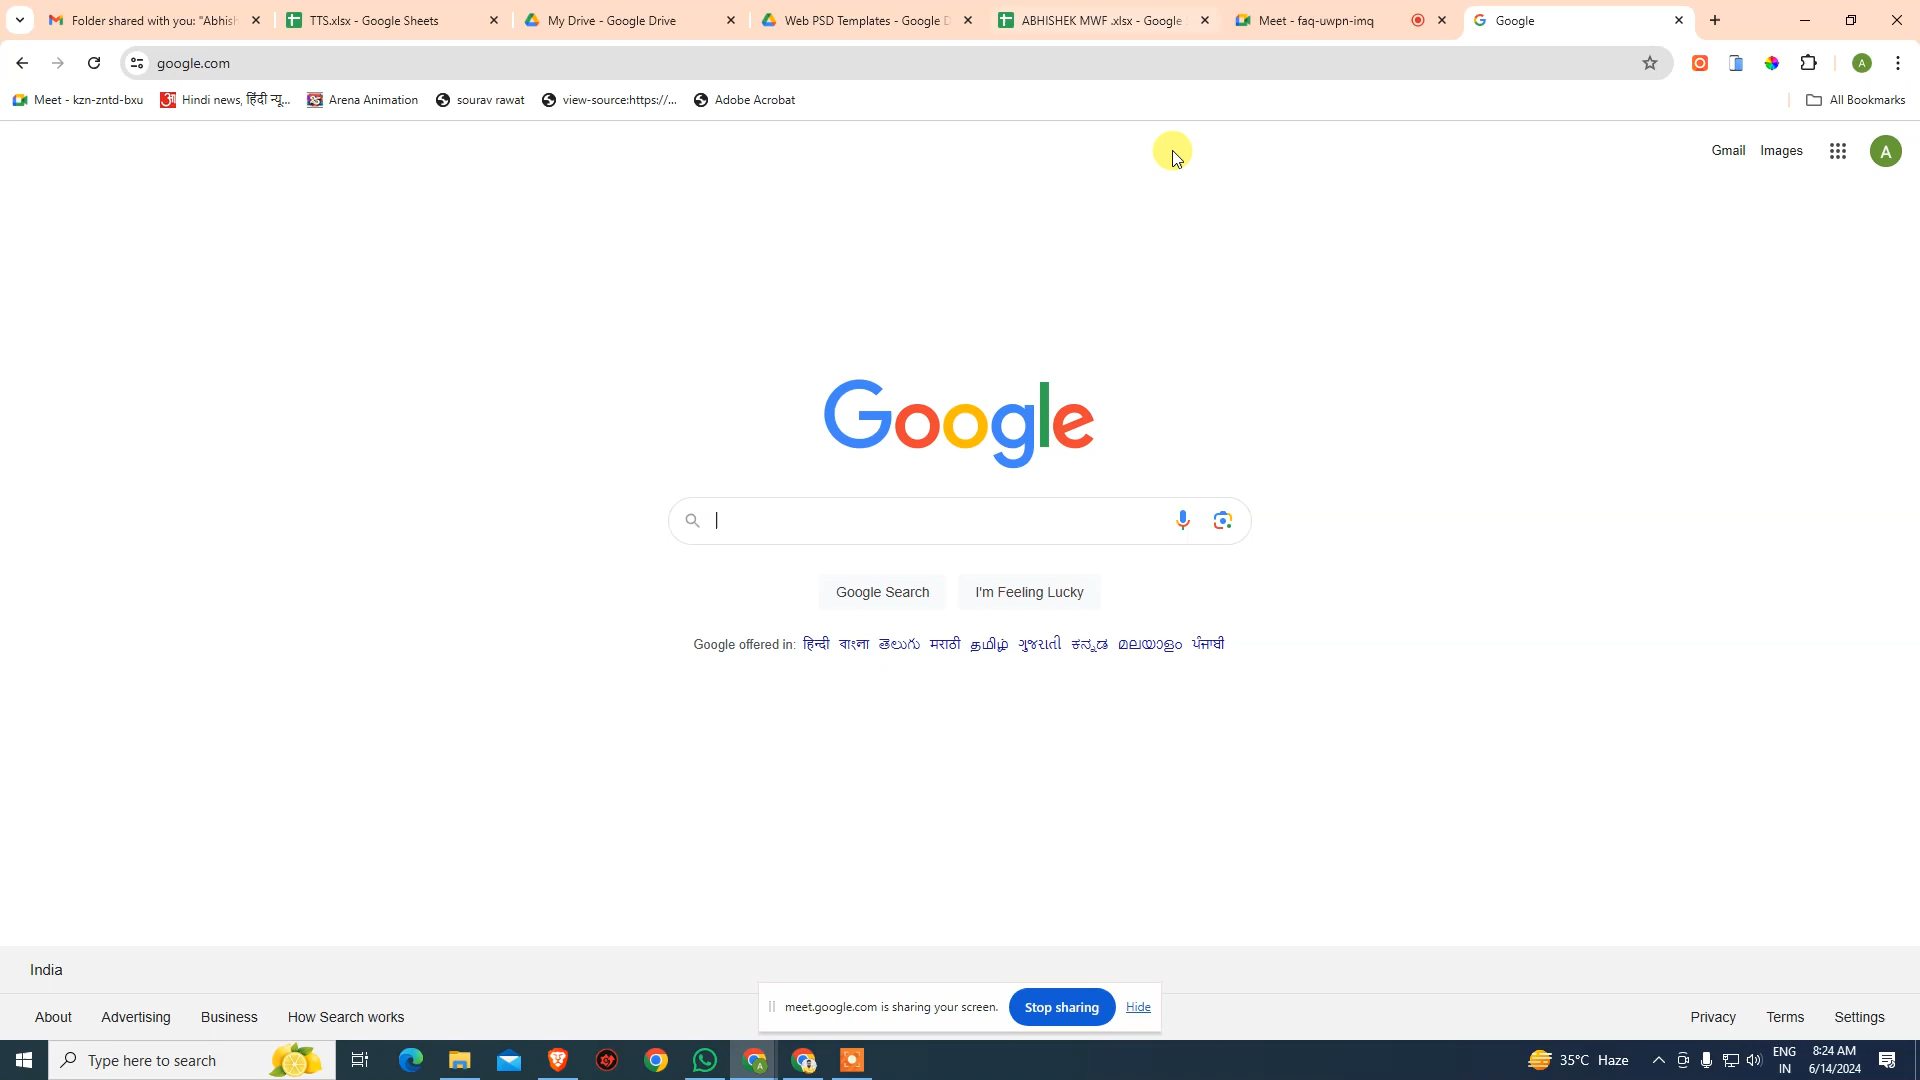 Folder shared with you: "Abhish
TTS.xlsx - Google Sheets
My Drive - Google Drive
Web PSD Templates - Google D
ABHISHEK MWF .xlsx - Google
Meet - faq-uwpn-imq
Google
google.com
A
Meet - kzn-zntd-bxu
Hindi news, हिंदी न्यू...
Arena Animation
sourav rawat
view-source:https://...
Adobe Acrobat
All Bookmarks
Gmail Images
A
Google
Google Search
I'm Feeling Lucky
Google offered in: हिन्दी বাংলা తెలుగు मराठी தமிழ் ગુજરાતી ಕನ್ನಡ മലയാളം ਪੰਜਾਬੀ
India
meet.google.com is sharing your screen.
Stop sharing
Hide
About Advertising Business How Search works
Privacy Terms Settings
Type here to search
35°C Haze
ENG
IN
8:24 AM
6/14/2024